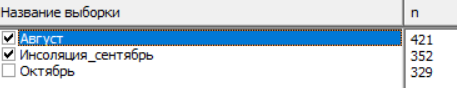 Название выборки n
Август 421
Инсоляция_сентябрь 352
Октябрь 329